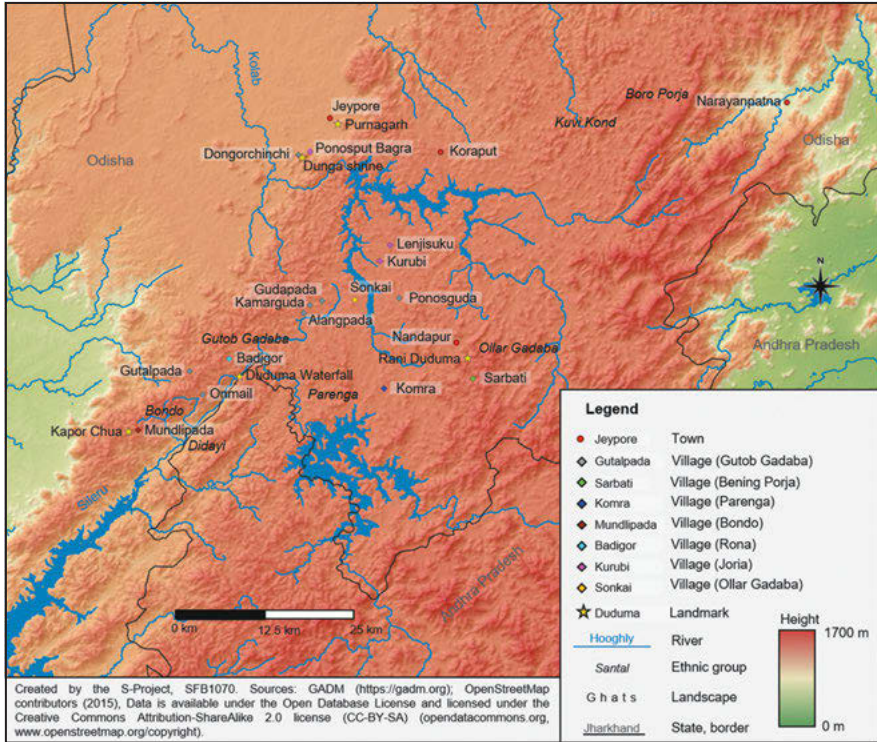 Kolab
Jeypore
Purnagarh
Boro Porja
Narayanpatna
Kuvi Kond
Odisha
Dongorchinchi
Ponosput Bagra
Dunga shrine
Koraput
Odisha
Lenjisuku
Kurubi
N
Gudapada
Sonkai
Kamarguda
Ponosguda
Alangpada
Gutob Gadaba
Nandapur
Andhra Pradesh
Badigor
Rani Duduma
Ollar Gadaba
Gutalpada
Duduma Waterfall
Sarbati
Onmail
Parenga
Komra
Bondo
Kapor Chua
Mundlipada
Didayi
Sileru
Andhra Pradesh
0 km
12.5 km
25 km
Legend
Jeypore Town
Gutalpada Village (Gutob Gadaba)
Sarbati Village (Bening Porja)
Komra Village (Parenga)
Mundlipada Village (Bondo)
Badigor Village (Rona)
Kurubi Village (Joria)
Sonkai Village (Ollar Gadaba)
Duduma Landmark
Hooghly River
Santal Ethnic group
Ghats Landscape
Jharkhand State, border
Height
1700 m
0 m
Created by the S-Project, SFB1070. Sources: GADM (https://gadm.org); OpenStreetMap
contributors (2015), Data is available under the Open Database License and licensed under the
Creative Commons Attribution-ShareAlike 2.0 license (CC-BY-SA) (opendatacommons.org,
www.openstreetmap.org/copyright).